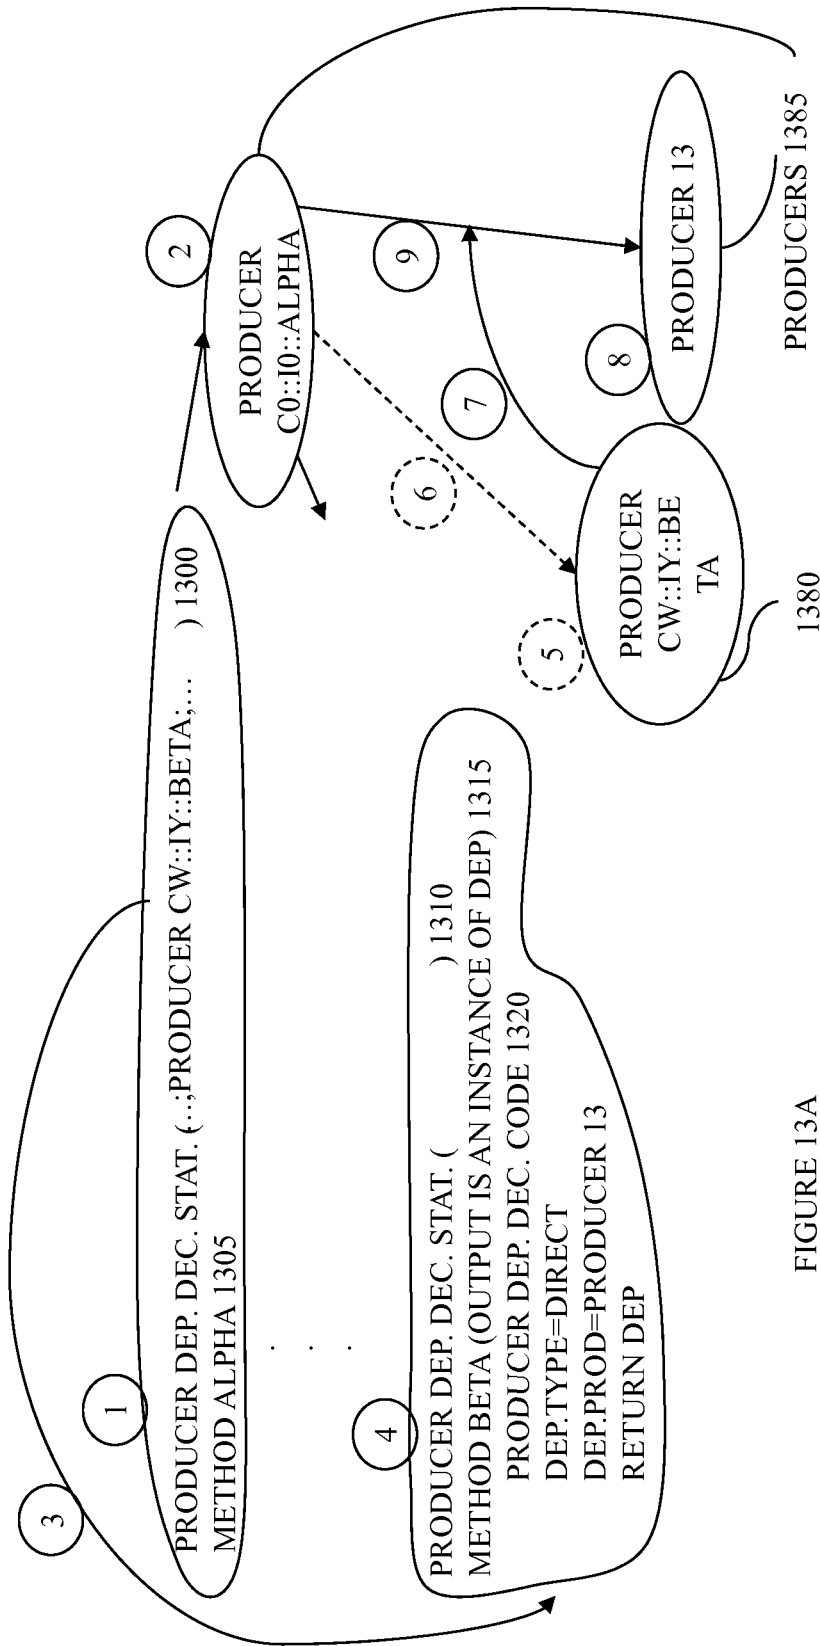 3
1
PRODUCER DEP. DEC. STAT. (...;PRODUCER CW::IY::BETA;... ) 1300
METHOD ALPHA 1305
. . .
4
PRODUCER DEP. DEC. STAT. ( ) 1310
METHOD BETA (OUTPUT IS AN INSTANCE OF DEP) 1315
PRODUCER DEP. DEC. CODE 1320
DEP.TYPE=DIRECT
DEP.PROD=PRODUCER 13
RETURN DEP
2
PRODUCER
C0::I0::ALPHA
9
6
7
5
PRODUCER
CW::IY::BE
TA
8
PRODUCER 13
1380
PRODUCERS 1385
FIGURE 13A